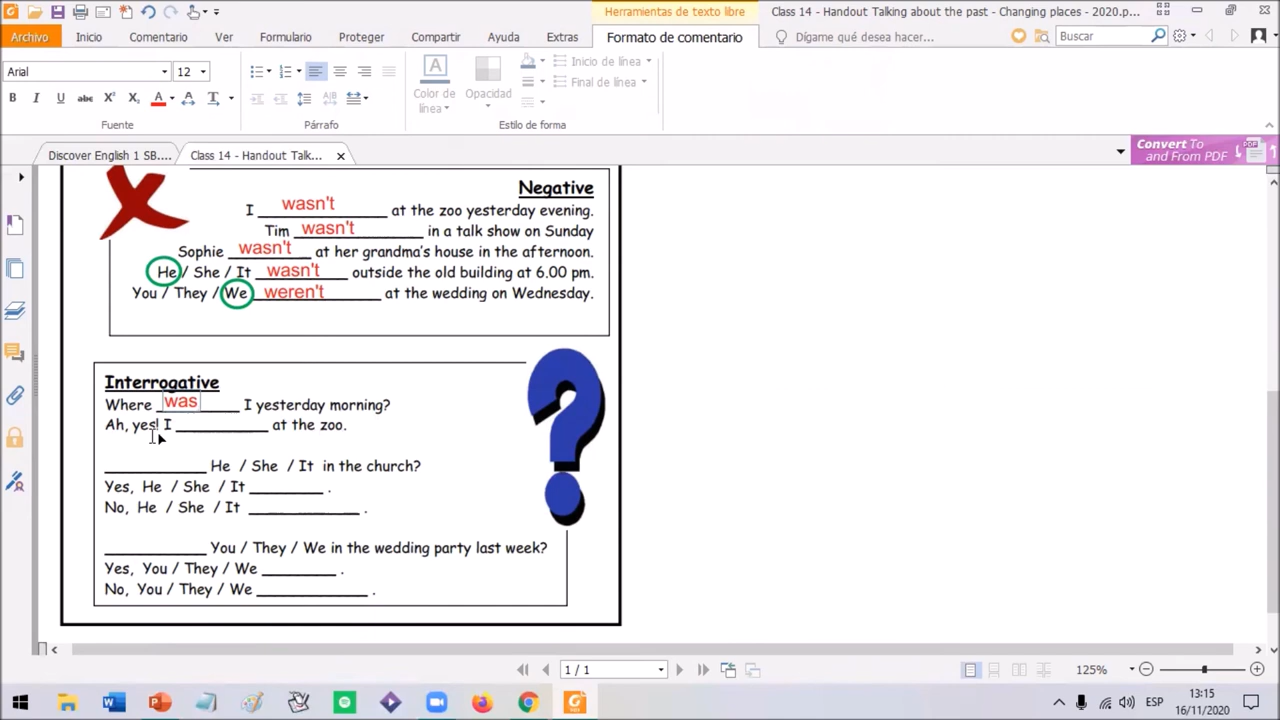 Herramientas de texto libre
Class 14 - Handout Talking about the past - Changing places - 2020.p...
Archivo Inicio Comentario Ver Formulario Proteger Compartir Ayuda Extras Formato de comentario Dígame qué desea hacer... Buscar
Arial 12
Color de línea Opacidad Inicio de línea Final de línea
Fuente Párrafo Estilo de forma
Discover English 1 SB.... Class 14 - Handout Talk...
Convert To and From PDF
Negative
I wasn't at the zoo yesterday evening.
Tim wasn't in a talk show on Sunday
Sophie wasn't at her grandma's house in the afternoon.
He / She / It wasn't outside the old building at 6.00 pm.
You / They / We weren't at the wedding on Wednesday.
Interrogative
Where was I yesterday morning?
Ah, yes! I ___________ at the zoo.
____________ He / She / It in the church?
Yes, He / She / It ________ .
No, He / She / It ____________ .
____________ You / They / We in the wedding party last week?
Yes, You / They / We ________ .
No, You / They / We ____________ .
1 / 1 125%
ESP 13:15 16/11/2020